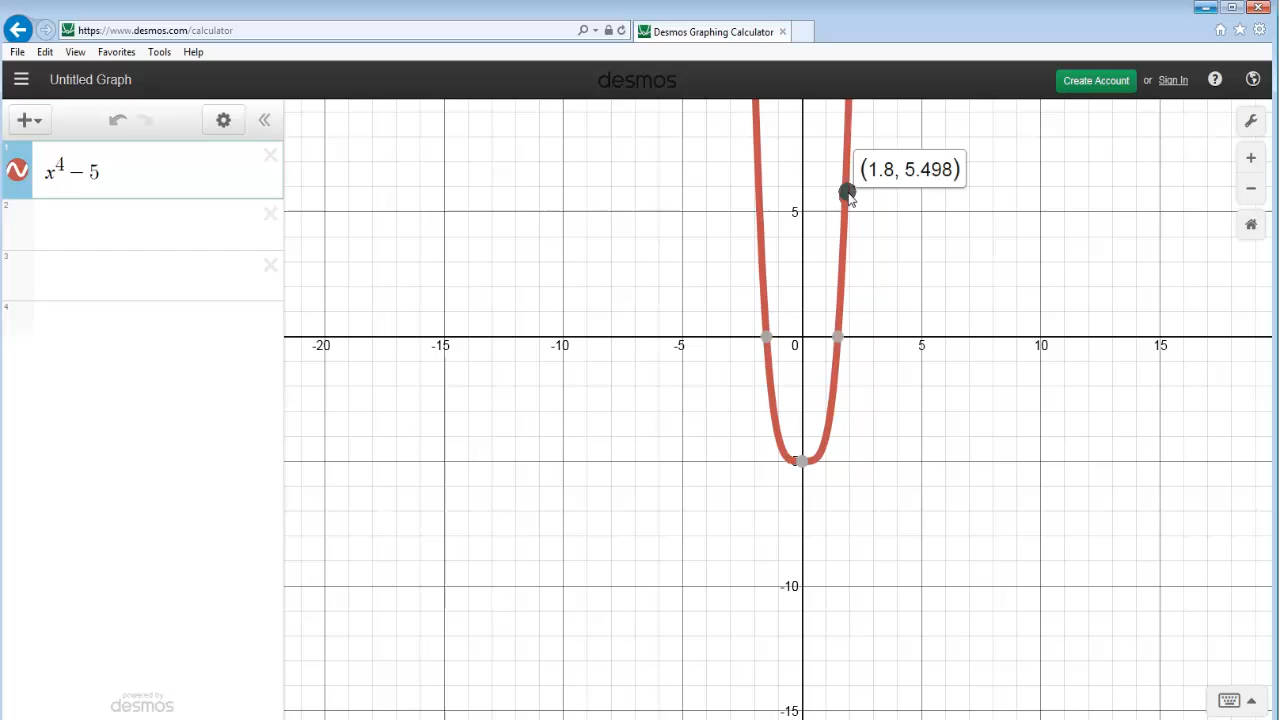 https://www.desmos.com/calculator
Desmos Graphing Calculator
File Edit View Favorites Tools Help
Untitled Graph
desmos
Create Account or Sign In
1
x⁴ − 5
2
3
4
(1.8, 5.498)
5
-20 -15 -10 -5 0 5 10 15
-10
-15
powered by
desmos